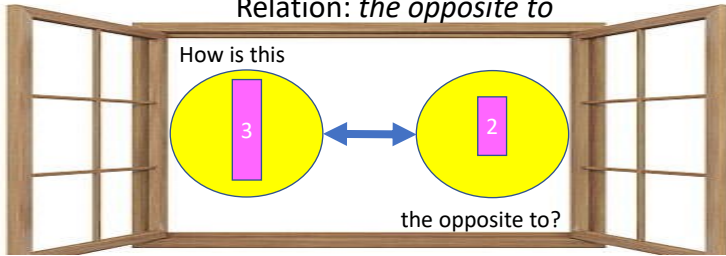 Relation: the opposite to
How is this
3
2
the opposite to?